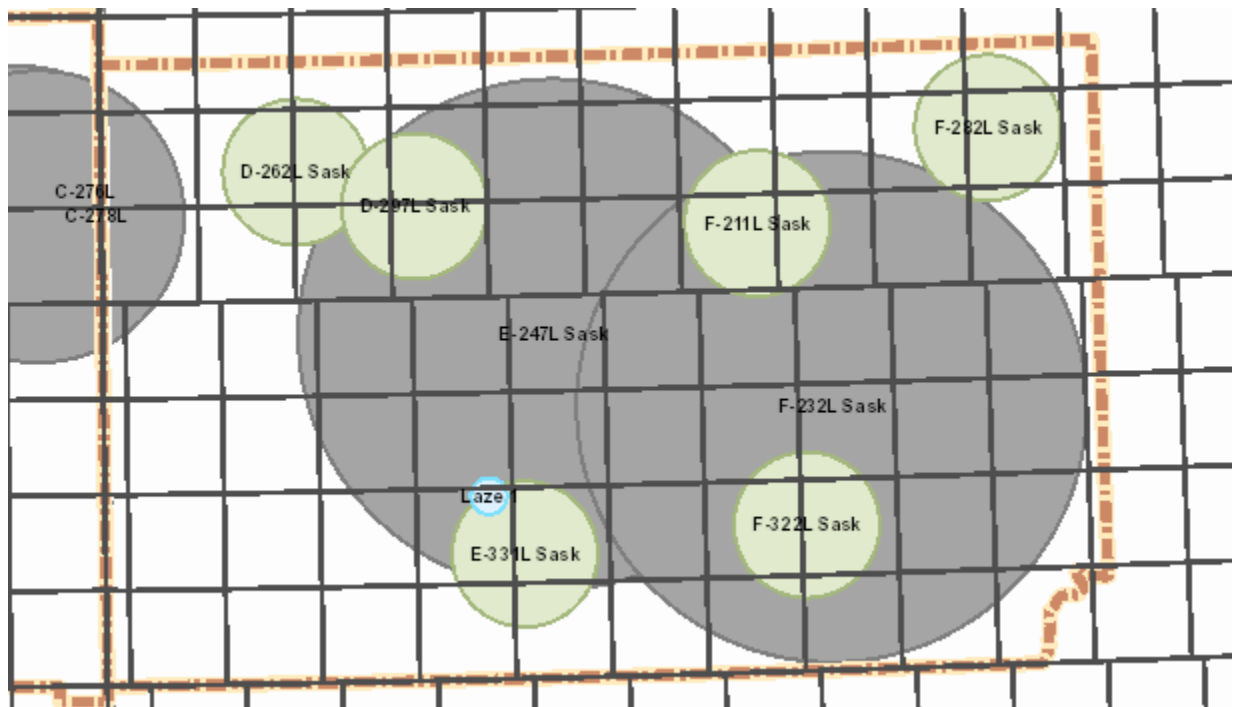 F-282L Sask
D-262L Sask
C-276L
D-297L Sask
C-278L
F-211L Sask
E-247L Sask
F-232L Sask
Laze 1
F-322L Sask
E-331L Sask